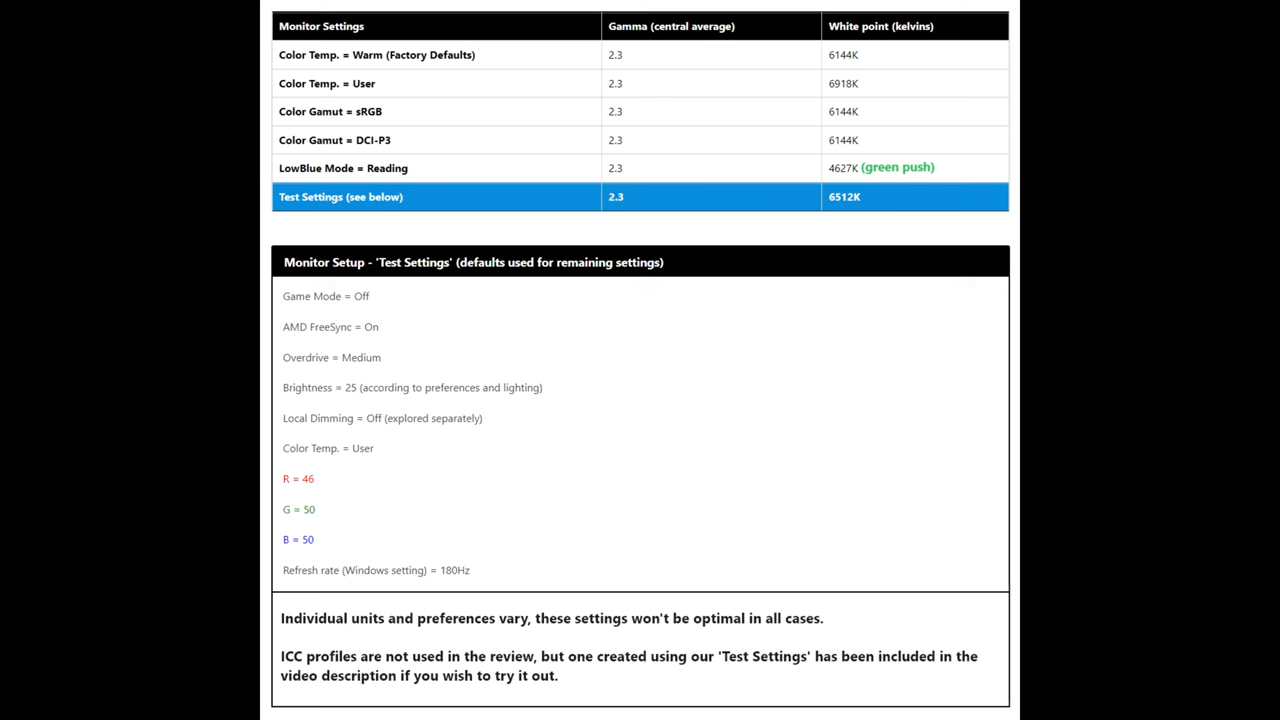 Monitor Settings Gamma (central average) White point (kelvins)
Color Temp. = Warm (Factory Defaults) 2.3 6144K
Color Temp. = User 2.3 6918K
Color Gamut = sRGB 2.3 6144K
Color Gamut = DCI-P3 2.3 6144K
LowBlue Mode = Reading 2.3 4627K (green push)
Test Settings (see below) 2.3 6512K
Monitor Setup - 'Test Settings' (defaults used for remaining settings)
Game Mode = Off
AMD FreeSync = On
Overdrive = Medium
Brightness = 25 (according to preferences and lighting)
Local Dimming = Off (explored separately)
Color Temp. = User
R = 46
G = 50
B = 50
Refresh rate (Windows setting) = 180Hz
Individual units and preferences vary, these settings won't be optimal in all cases.
ICC profiles are not used in the review, but one created using our 'Test Settings' has been included in the
video description if you wish to try it out.